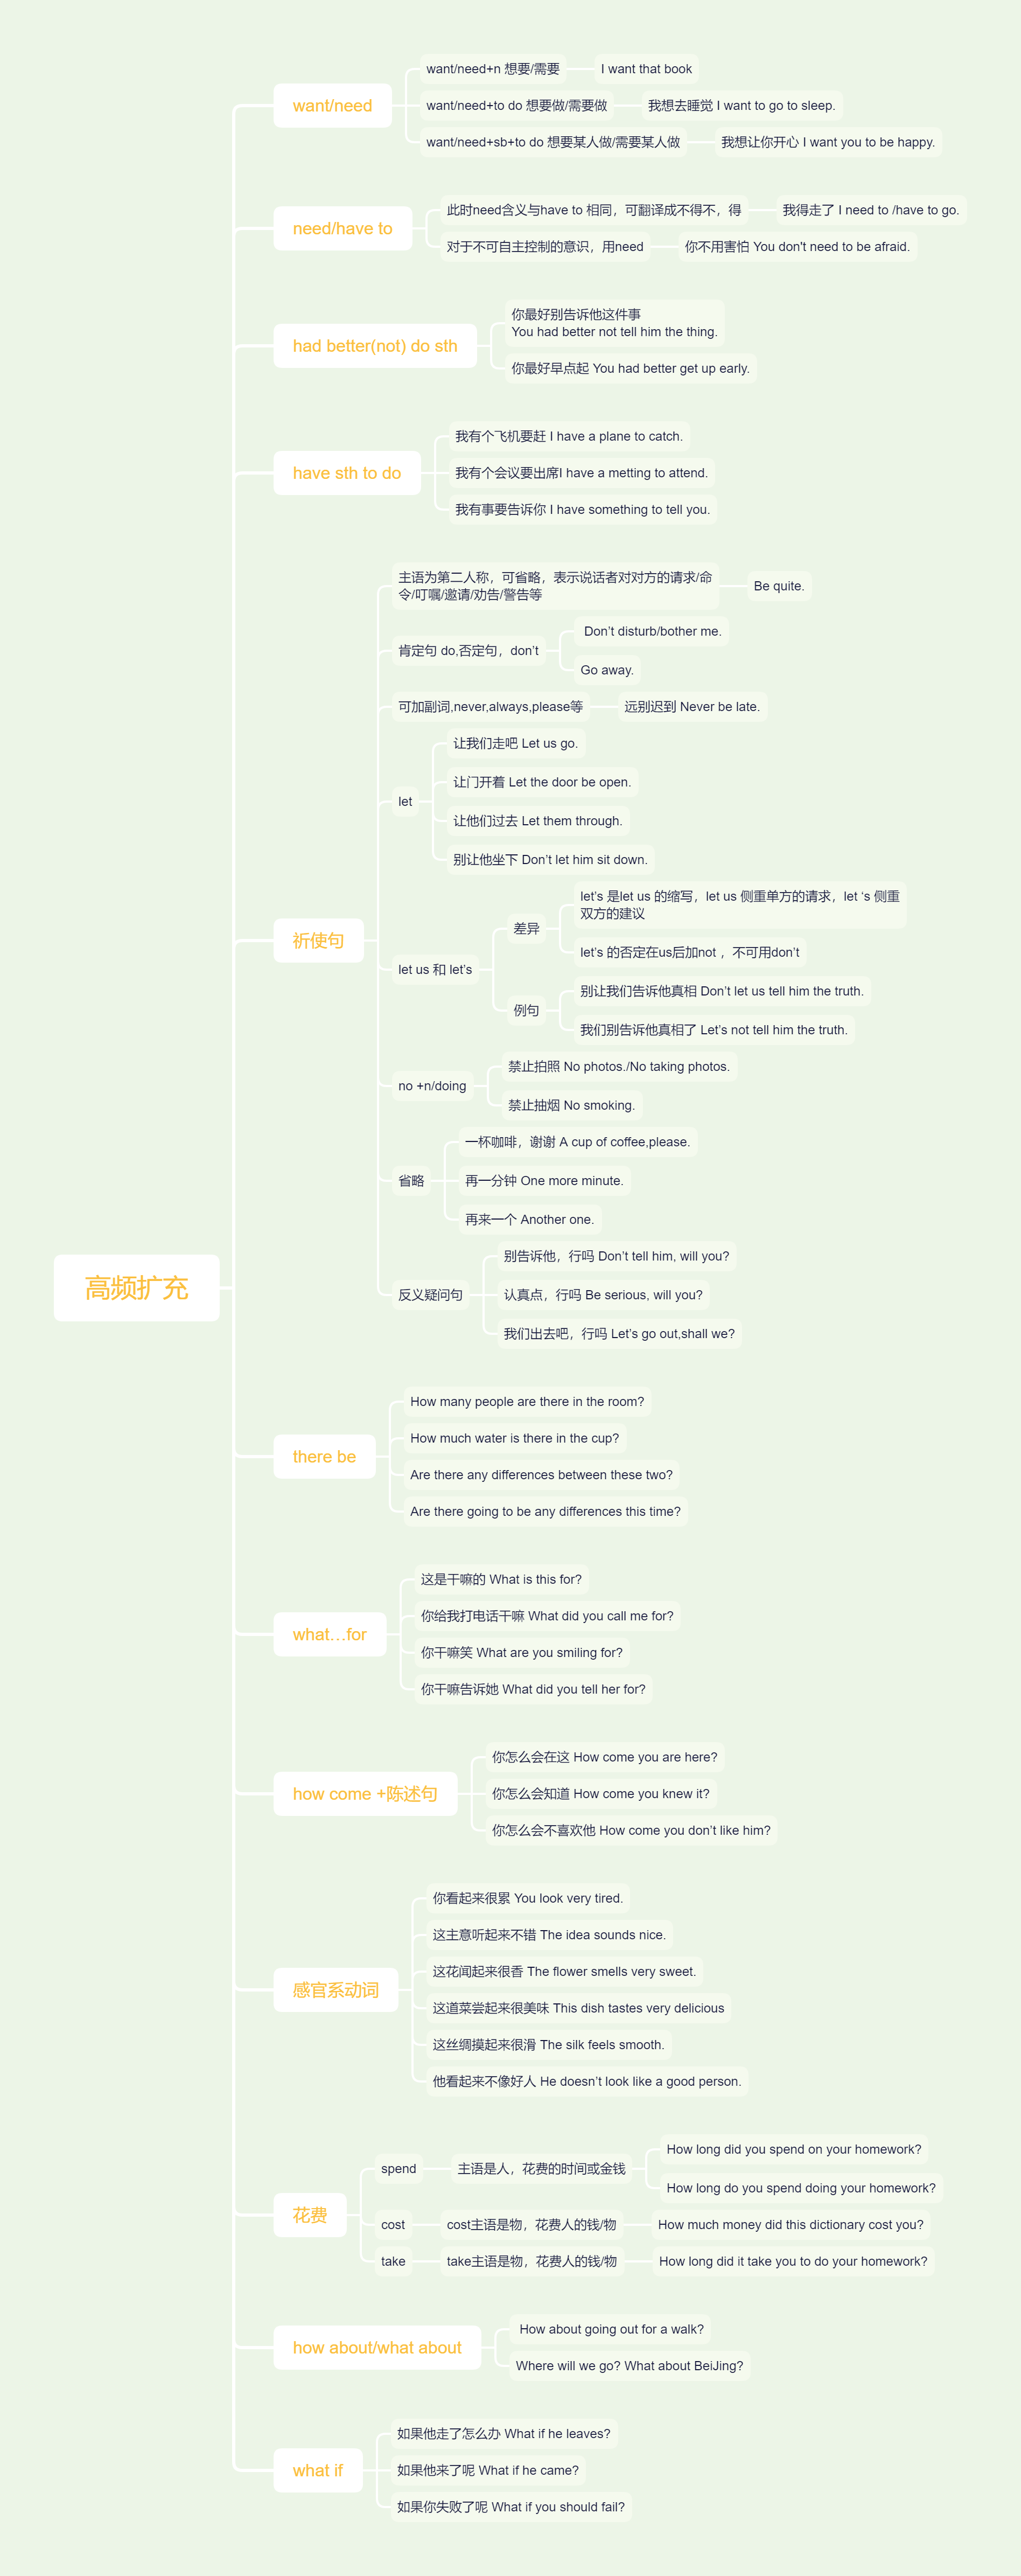 高频扩充
want/need
want/need+n 想要/需要
I want that book
want/need+to do 想要做/需要做
我想去睡觉 I want to go to sleep.
want/need+sb+to do 想要某人做/需要某人做
我想让你开心 I want you to be happy.
need/have to
此时need含义与have to 相同，可翻译成不得不，得
我得走了 I need to /have to go.
对于不可自主控制的意识，用need
你不用害怕 You don't need to be afraid.
had better(not) do sth
你最好别告诉他这件事
You had better not tell him the thing.
你最好早点起 You had better get up early.
have sth to do
我有个飞机要赶 I have a plane to catch.
我有个会议要出席I have a metting to attend.
我有事要告诉你 I have something to tell you.
祈使句
主语为第二人称，可省略，表示说话者对对方的请求/命
令/叮嘱/邀请/劝告/警告等
Be quite.
肯定句 do,否定句，don’t
Don’t disturb/bother me.
Go away.
可加副词,never,always,please等
远别迟到 Never be late.
let
让我们走吧 Let us go.
让门开着 Let the door be open.
让他们过去 Let them through.
别让他坐下 Don’t let him sit down.
let us 和 let’s
差异
let’s 是let us 的缩写，let us 侧重单方的请求，let ‘s 侧重
双方的建议
let’s 的否定在us后加not ，不可用don’t
例句
别让我们告诉他真相 Don’t let us tell him the truth.
我们别告诉他真相了 Let’s not tell him the truth.
no +n/doing
禁止拍照 No photos./No taking photos.
禁止抽烟 No smoking.
省略
一杯咖啡，谢谢 A cup of coffee,please.
再一分钟 One more minute.
再来一个 Another one.
反义疑问句
别告诉他，行吗 Don’t tell him, will you?
认真点，行吗 Be serious, will you?
我们出去吧，行吗 Let’s go out,shall we?
there be
How many people are there in the room?
How much water is there in the cup?
Are there any differences between these two?
Are there going to be any differences this time?
what…for
这是干嘛的 What is this for?
你给我打电话干嘛 What did you call me for?
你干嘛笑 What are you smiling for?
你干嘛告诉她 What did you tell her for?
how come +陈述句
你怎么会在这 How come you are here?
你怎么会知道 How come you knew it?
你怎么会不喜欢他 How come you don’t like him?
感官系动词
你看起来很累 You look very tired.
这主意听起来不错 The idea sounds nice.
这花闻起来很香 The flower smells very sweet.
这道菜尝起来很美味 This dish tastes very delicious
这丝绸摸起来很滑 The silk feels smooth.
他看起来不像好人 He doesn’t look like a good person.
花费
spend
主语是人，花费的时间或金钱
How long did you spend on your homework?
How long do you spend doing your homework?
cost
cost主语是物，花费人的钱/物
How much money did this dictionary cost you?
take
take主语是物，花费人的钱/物
How long did it take you to do your homework?
how about/what about
How about going out for a walk?
Where will we go? What about BeiJing?
what if
如果他走了怎么办 What if he leaves?
如果他来了呢 What if he came?
如果你失败了呢 What if you should fail?